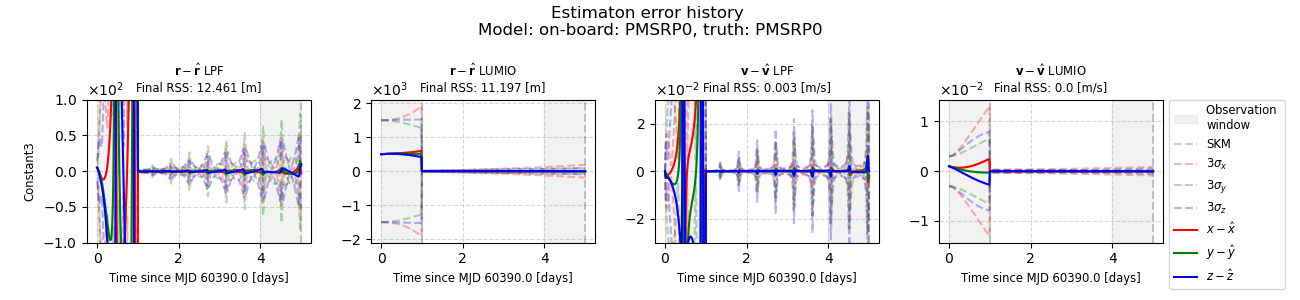 Estimaton error history
Model: on-board: PMSRP0, truth: PMSRP0
r − r̂ LPF
Final RSS: 12.461 [m]
r − r̂ LUMIO
Final RSS: 11.197 [m]
v − v̂ LPF
Final RSS: 0.003 [m/s]
v − v̂ LUMIO
Final RSS: 0.0 [m/s]
Constant3
×10²
1.0
0.5
0.0
−0.5
−1.0
0
2
4
Time since MJD 60390.0 [days]
×10³
2
1
0
−1
−2
0
2
4
Time since MJD 60390.0 [days]
×10⁻²
2
0
−2
0
2
4
Time since MJD 60390.0 [days]
×10⁻²
1
0
−1
0
2
4
Time since MJD 60390.0 [days]
Observation
window
SKM
3σₓ
3σ_y
3σ_z
x − x̂
y − ŷ
z − ẑ